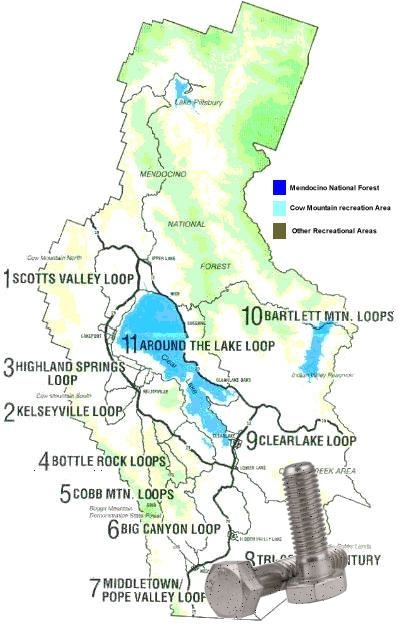 Lake Pillsbury
MENDOCINO
Mendocino National Forest
Cow Mountain recreation Area
NATIONAL
Other Recreational Areas
Cow Mountain North
UPPER LAKE
FOREST
1 SCOTTS VALLEY LOOP
NICE
LUCERNE
10 BARTLETT MTN. LOOPS
LAKEPORT
11 AROUND THE LAKE LOOP
Clear
3 HIGHLAND SPRINGS
LOOP
Indian Valley Reservoir
CLEARLAKE OAKS
Lake
Cow Mountain South
KELSEYVILLE
2 KELSEYVILLE LOOP
CLEARLAKE
9 CLEARLAKE LOOP
4 BOTTLE ROCK LOOPS
LOWER LAKE
CREEK AREA
5 COBB MTN. LOOPS
Boggs Mountain
Demonstration State Forest
COBB
6 BIG CANYON LOOP
HIDDEN VALLEY LAKE
8 TRI-
NTURY
7 MIDDLETOWN/
POPE VALLEY LOOP